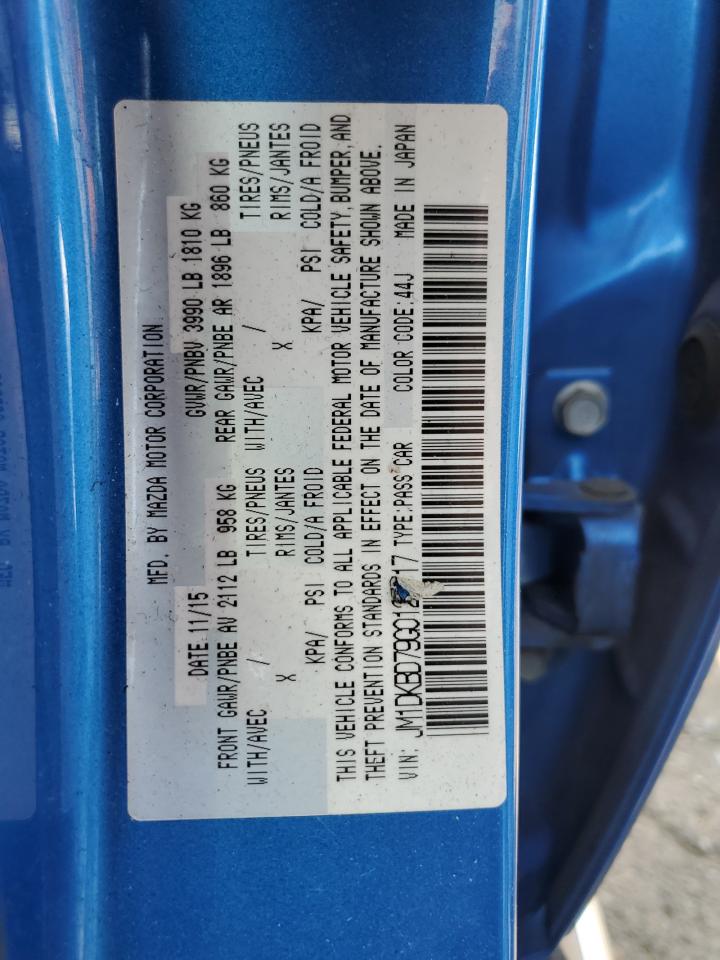 MFD. BY MAZDA MOTOR CORPORATION
DATE 11/15 GVWR/PNBV 3990 LB 1810 KG
FRONT GAWR/PNBE AV 2112 LB 958 KG REAR GAWR/PNBE AR 1896 LB 860 KG
WITH/AVEC / TIRES/PNEUS WITH/AVEC / TIRES/PNEUS
X RIMS/JANTES X RIMS/JANTES
KPA/ PSI COLD/A FROID KPA/ PSI COLD/A FROID
THIS VEHICLE CONFORMS TO ALL APPLICABLE FEDERAL MOTOR VEHICLE SAFETY, BUMPER, AND
THEFT PREVENTION STANDARDS IN EFFECT ON THE DATE OF MANUFACTURE SHOWN ABOVE.
VIN: TYPE:PASS CAR COLOR CODE:44J MADE IN JAPAN